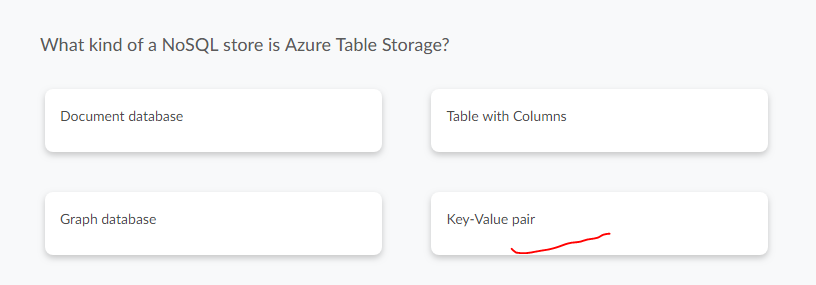 What kind of a NoSQL store is Azure Table Storage?
Document database
Table with Columns
Graph database
Key-Value pair